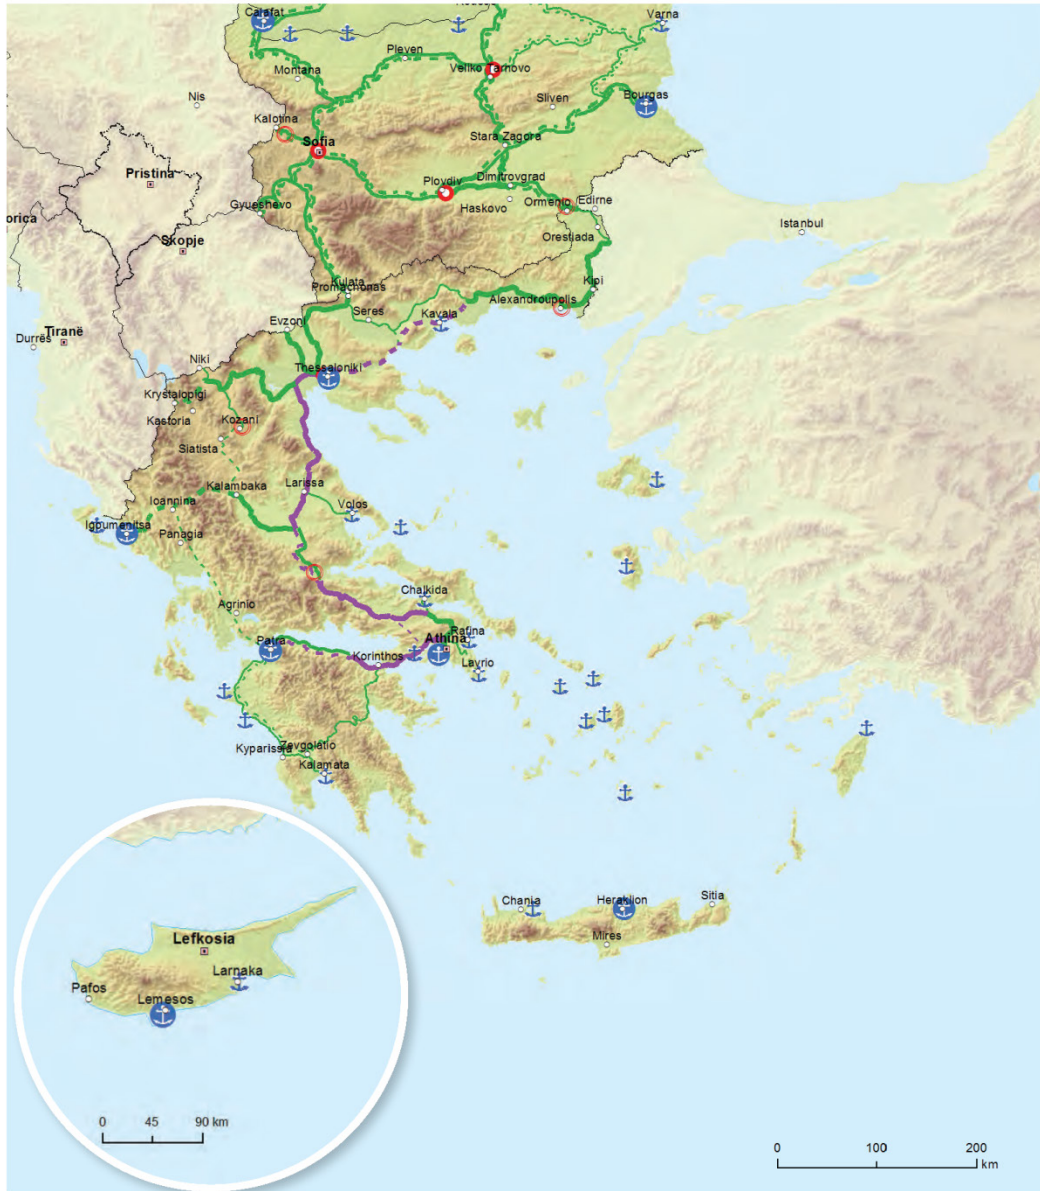 Calafat
Varna
Pleven
Montana
Veliko Tarnovo
Nis
Sliven
Bourgas
Kalotina
Sofia
Stara Zagora
Pristina
Plovdiv
Dimitrovgrad
Gyueshevo
Haskovo
Ormenio
Edirne
orica
Orestiada
Istanbul
Skopje
Kulata
Promachonas
Kipi
Alexandroupolis
Seres
Kavala
Evzoni
Tiranë
Durrës
Niki
Thessaloniki
Krystalopigi
Kastoria
Kozani
Siatista
Kalambaka
Larissa
Ioannina
Volos
Igoumenitsa
Panagia
Chalkida
Agrinio
Rafina
Athina
Patra
Korinthos
Lavrio
Kyparissia
Zevgolatio
Kalamata
Chania
Heraklion
Sitia
Mires
Lefkosia
Larnaka
Pafos
Lemesos
0 45 90 km
0 100 200
km